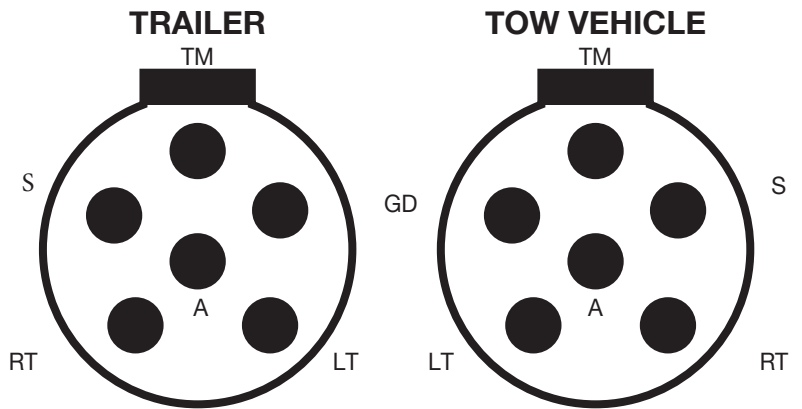 TRAILER TOW VEHICLE
TM TM
S GD S
A A
RT LT LT RT